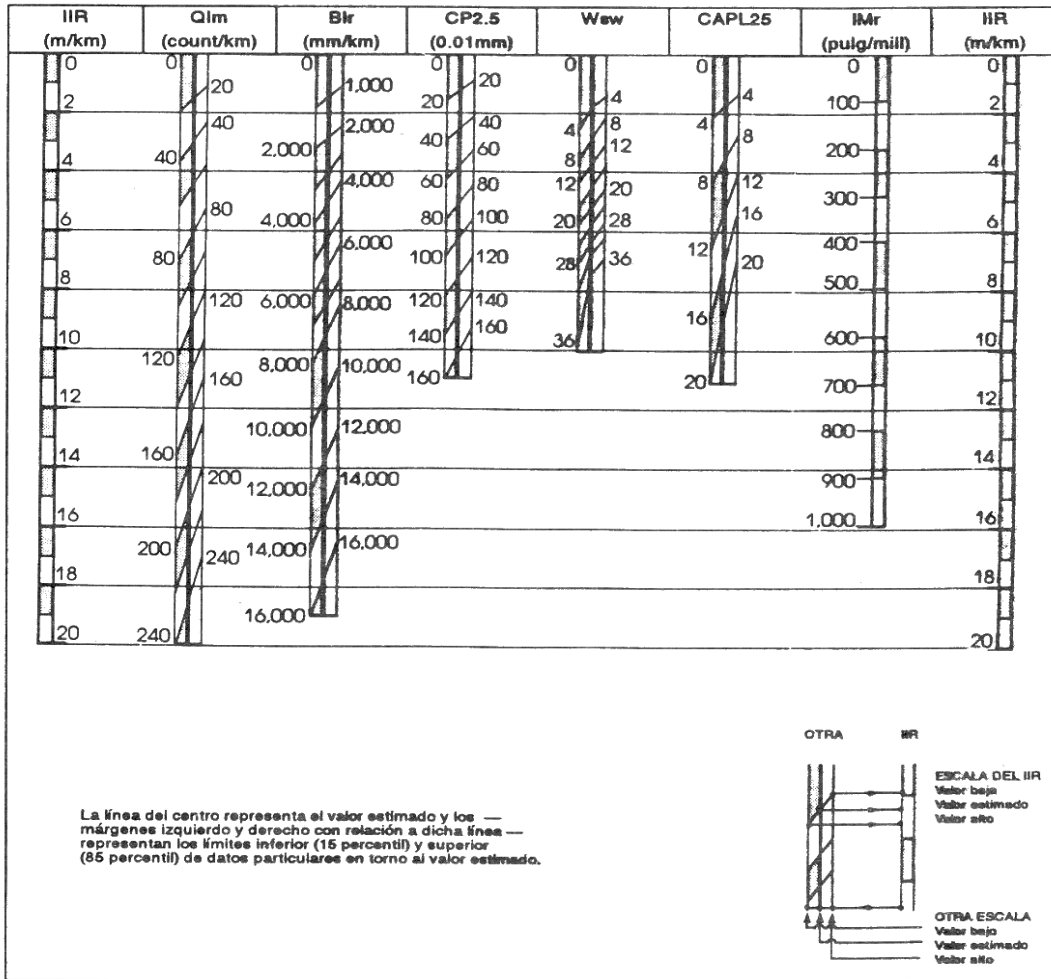 IIR QIm BIr CP2.5 Wsw CAPL25 IMr IIR
(m/km) (count/km) (mm/km) (0.01mm) (pulg/mill) (m/km)
0 0 0 0 0 0 0 0
20 1.000 20
20 4 4 100
2 2
40 2.000 40 4 8 4 8
40 2.000 40 60 8 12 200
4 4
4.000 60 80 12 20 8 12 300
80 4.000 80 100 20 28 16
6 6
80 6.000 100 120 28 36 12 20 400
8 6.000 8.000 120 140 500 8
120 16
140 160 36 600
10 10
120 8.000 10.000
160 160 20 700
12 12
10.000 12.000 800
160
14 14
200 12.000 14.000 900
16 1.000 16
200 14.000 16.000
240
18 18
16.000
20 240 20
OTRA IIR
ESCALA DEL IIR
Valor bajo
Valor estimado
Valor alto
La línea del centro representa el valor estimado y los —
márgenes izquierdo y derecho con relación a dicha línea —
representan los límites inferior (15 percentil) y superior
(85 percentil) de datos particulares en torno al valor estimado.
OTRA ESCALA
Valor bajo
Valor estimado
Valor alto